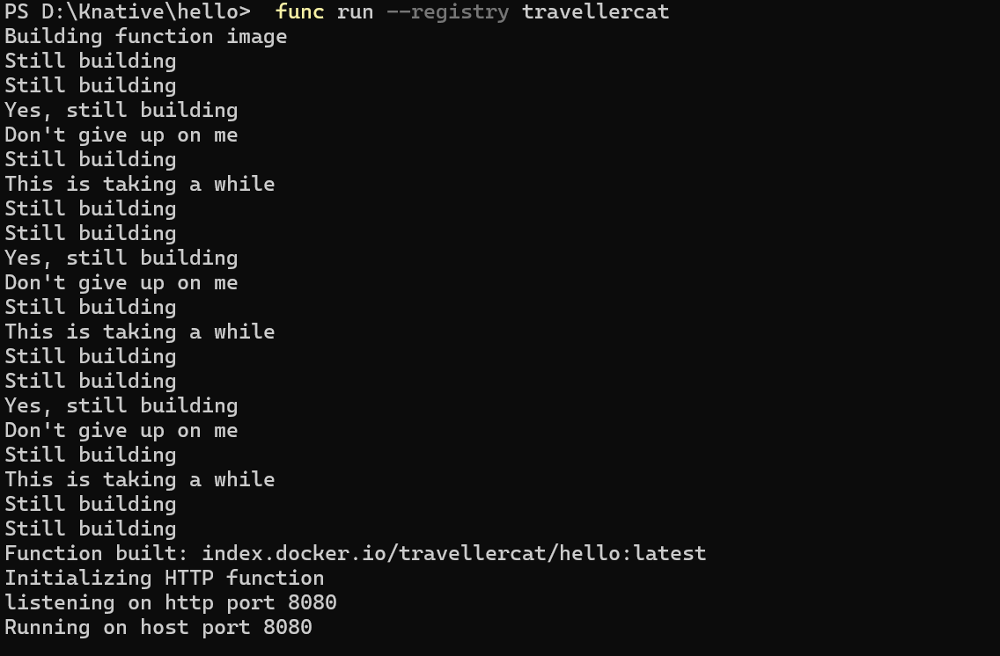 PS D:\Knative\hello>  func run --registry travellercat
Building function image
Still building
Still building
Yes, still building
Don't give up on me
Still building
This is taking a while
Still building
Still building
Yes, still building
Don't give up on me
Still building
This is taking a while
Still building
Still building
Yes, still building
Don't give up on me
Still building
This is taking a while
Still building
Still building
Function built: index.docker.io/travellercat/hello:latest
Initializing HTTP function
listening on http port 8080
Running on host port 8080